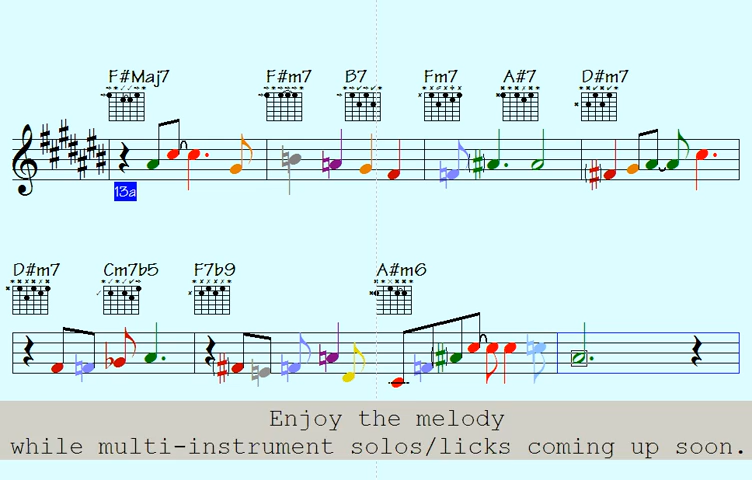 F#Maj7 F#m7 B7 Fm7 A#7 D#m7
13a
D#m7 Cm7b5 F7b9 A#m6
Enjoy the melody
while multi-instrument solos/licks coming up soon.